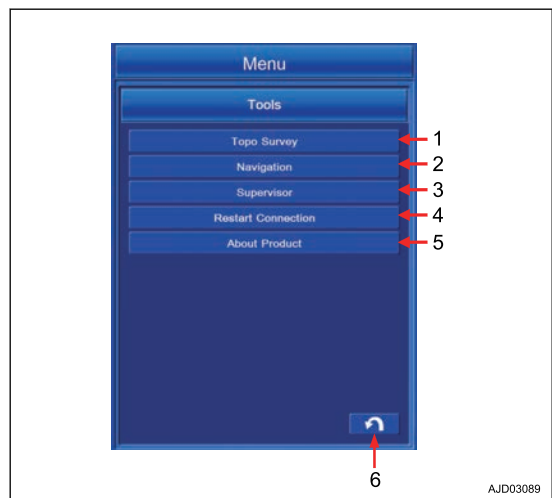 Menu
Tools
Topo Survey 1
Navigation 2
Supervisor 3
Restart Connection 4
About Product 5
6
AJD03089